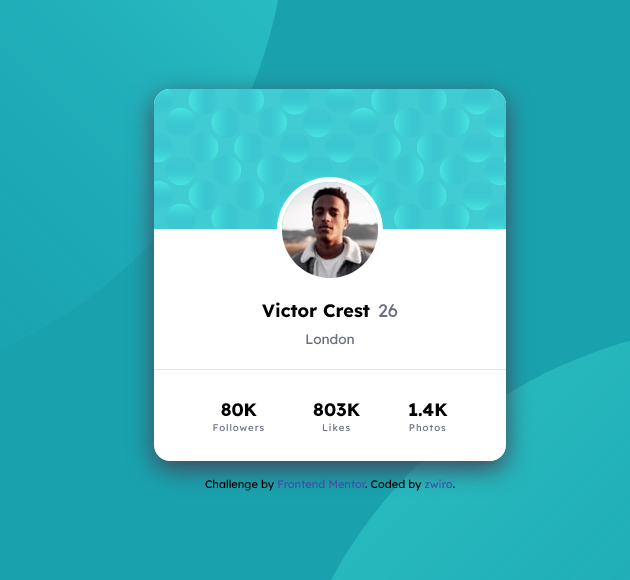 Victor Crest 26
London
80K 803K 1.4K
Followers Likes Photos
Challenge by Frontend Mentor. Coded by zwiro.